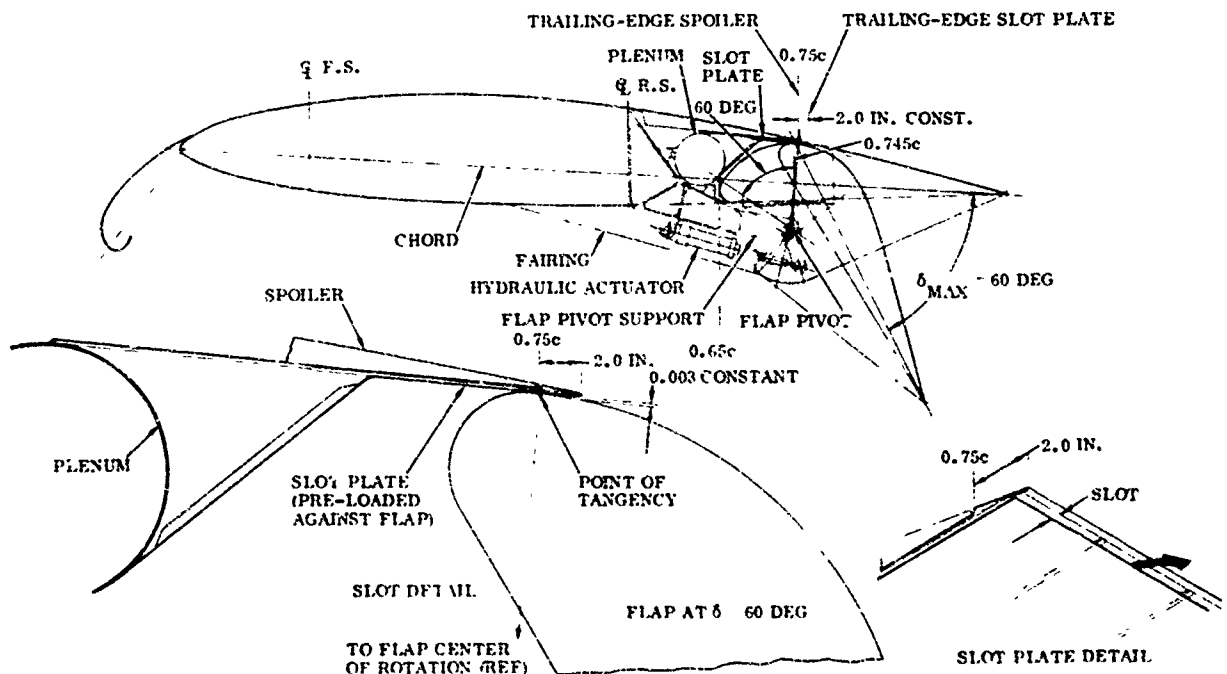 TRAILING-EDGE SPOILER
TRAILING-EDGE SLOT PLATE
PLENUM
SLOT
PLATE
0.75c
℄ F.S.
℄ R.S.
60 DEG
2.0 IN. CONST.
0.745c
CHORD
FAIRING
HYDRAULIC ACTUATOR
δMAX - 60 DEG
FLAP PIVOT SUPPORT
FLAP PIVOT
0.65c
SPOILER
0.75c
2.0 IN.
0.003 CONSTANT
PLENUM
SLOT PLATE
(PRE-LOADED
AGAINST FLAP)
POINT OF
TANGENCY
SLOT DETAIL
FLAP AT δ 60 DEG
TO FLAP CENTER
OF ROTATION (REF)
0.75c
2.0 IN.
SLOT
SLOT PLATE DETAIL